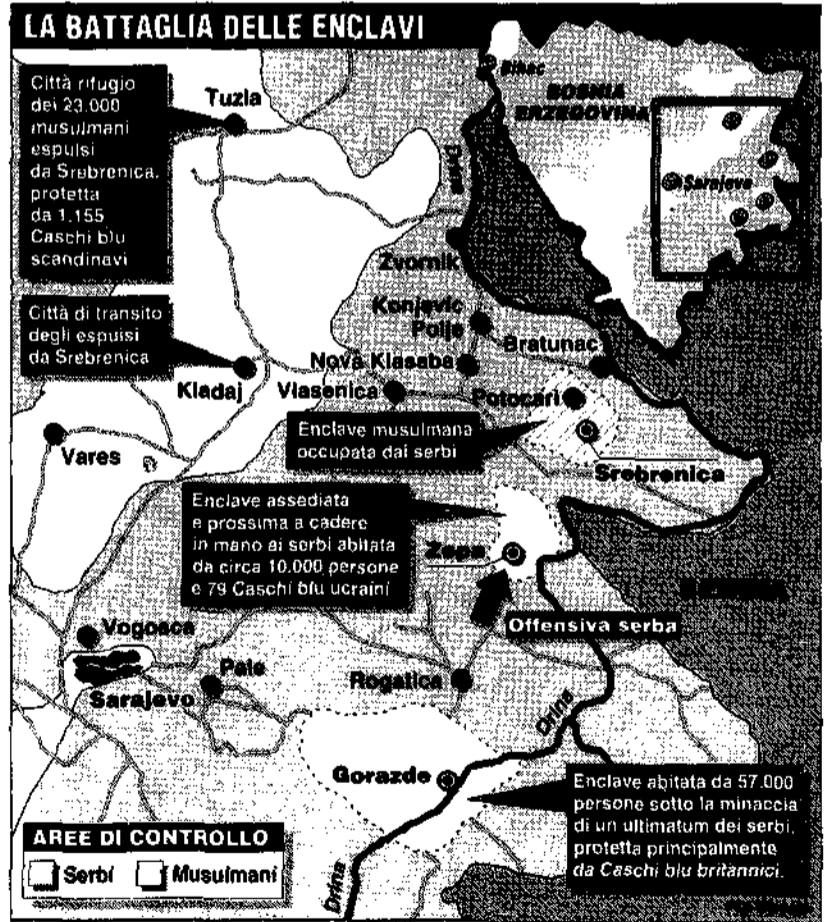 LA BATTAGLIA DELLE ENCLAVI
Città rifugio
dei 23.000
musulmani
espulsi
da Srebrenica,
protetta
da 1.155
Caschi blu
scandinavi
Tuzla
Bihac
BOSNIA
ERZEGOVINA
Sarajevo
Drina
Zvornik
Konjevic
Polje
Bratunac
Città di transito
degli espulsi
da Srebrenica
Kladaj
Nova Klasaba
Vlasenica
Potocari
Enclave musulmana
occupata dai serbi
Srebrenica
Vares
Enclave assediata
e prossima a cadere
in mano ai serbi abitata
da circa 10.000 persone
e 79 Caschi blu ucraini
Zepa
Offensiva serba
Vogosca
Sarajevo
Pale
Rogatica
Drina
Gorazde
Enclave abitata da 57.000
persone sotto la minaccia
di un ultimatum dei serbi,
protetta principalmente
da Caschi blu britannici.
AREE DI CONTROLLO
Serbi
Musulmani
Drina